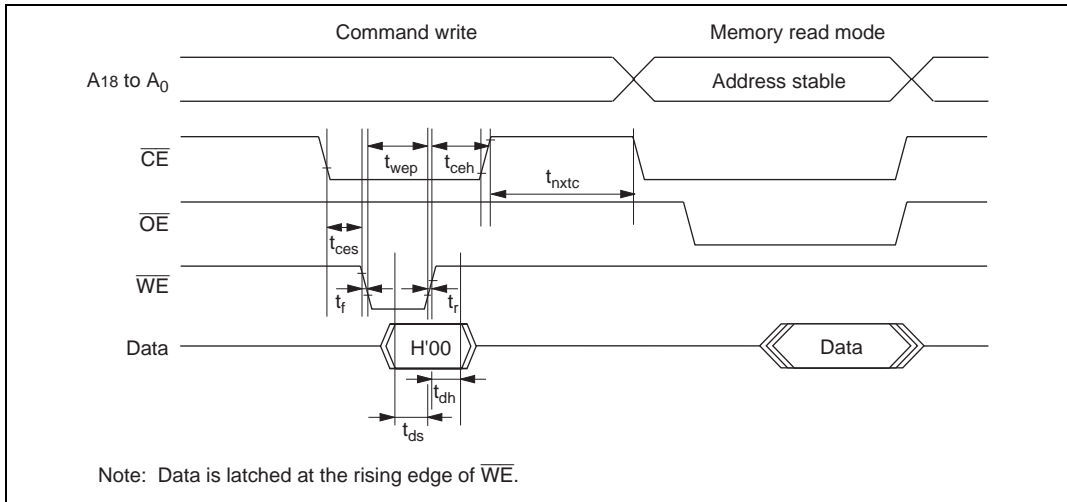 Command write
Memory read mode
A18 to A0
Address stable
CE
twep
tceh
tnxtc
OE
tces
WE
tf
tr
Data
H'00
Data
tdh
tds
Note: Data is latched at the rising edge of WE.